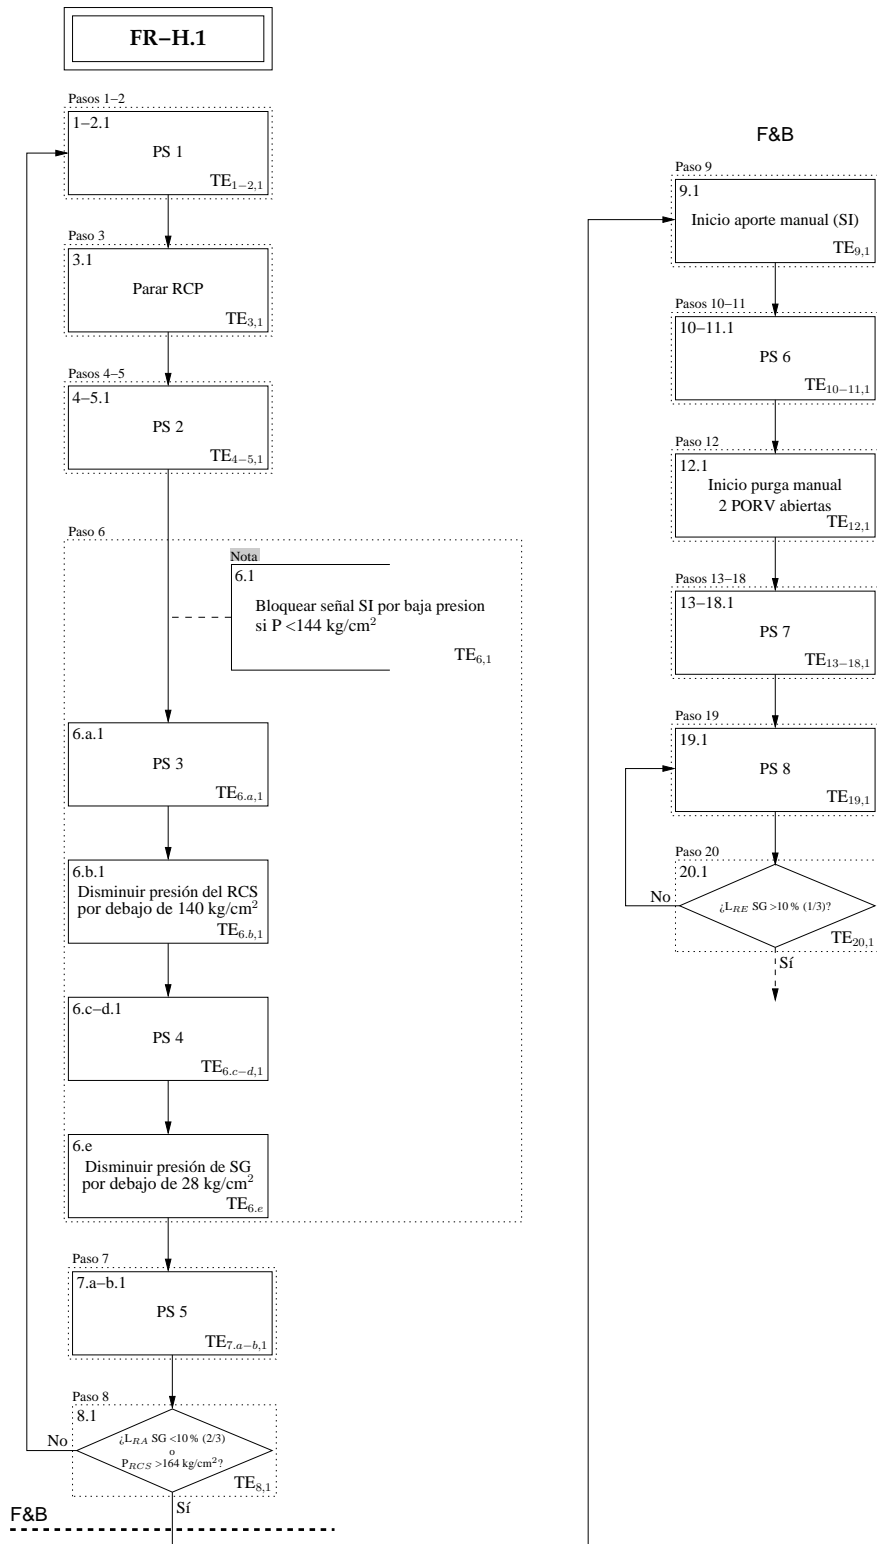 FR–H.1
Pasos 1–2
1–2.1
PS 1
TE1–2,1
Paso 3
3.1
Parar RCP
TE3,1
Pasos 4–5
4–5.1
PS 2
TE4–5,1
Paso 6
Nota
6.1
Bloquear señal SI por baja presion
si P <144 kg/cm2
TE6,1
6.a.1
PS 3
TE6.a,1
6.b.1
Disminuir presión del RCS
por debajo de 140 kg/cm2
TE6.b,1
6.c–d.1
PS 4
TE6.c–d,1
6.e
Disminuir presión de SG
por debajo de 28 kg/cm2
TE6.e
Paso 7
7.a–b.1
PS 5
TE7.a–b,1
Paso 8
8.1
¿LRA SG <10% (2/3)
o
PRCS >164 kg/cm2?
TE8,1
No
Sí
F&B
F&B
Paso 9
9.1
Inicio aporte manual (SI)
TE9,1
Pasos 10–11
10–11.1
PS 6
TE10–11,1
Paso 12
12.1
Inicio purga manual
2 PORV abiertas
TE12,1
Pasos 13–18
13–18.1
PS 7
TE13–18,1
Paso 19
19.1
PS 8
TE19,1
Paso 20
20.1
No
¿LRE SG >10% (1/3)?
TE20,1
Sí